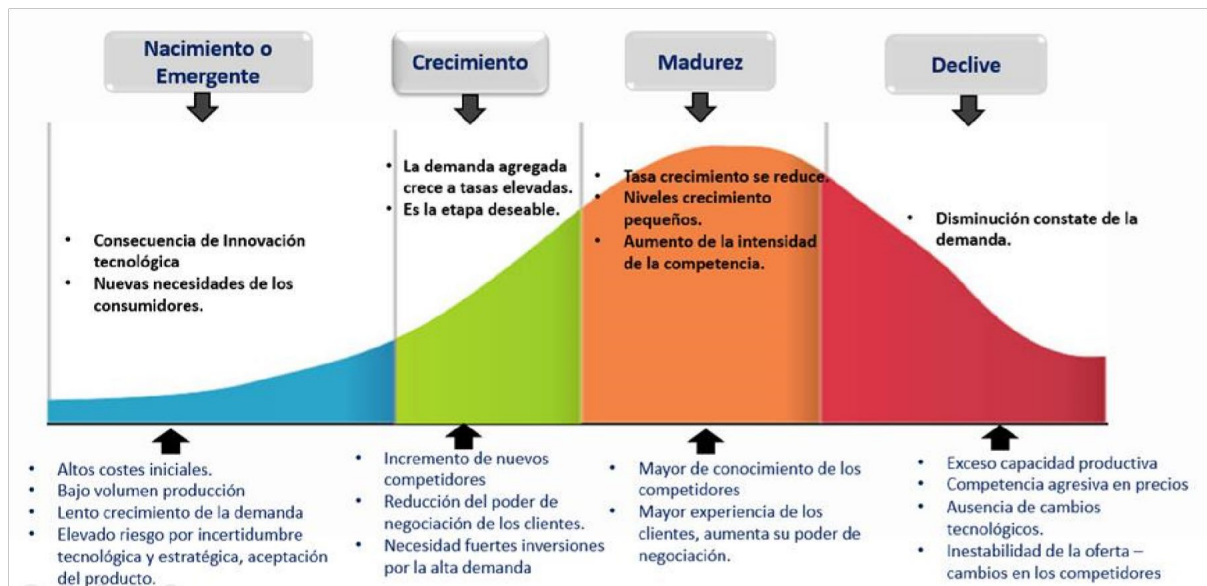 Nacimiento o
Emergente
Crecimiento
Madurez
Declive
• Consecuencia de Innovación
tecnológica
• Nuevas necesidades de los
consumidores.
• La demanda agregada
crece a tasas elevadas.
• Es la etapa deseable.
• Tasa crecimiento se reduce.
• Niveles crecimiento
pequeños.
• Aumento de la intensidad
de la competencia.
• Disminución constate de la
demanda.
• Altos costes iniciales.
• Bajo volumen producción
• Lento crecimiento de la demanda
• Elevado riesgo por incertidumbre
tecnológica y estratégica, aceptación
del producto.
• Incremento de nuevos
competidores
• Reducción del poder de
negociación de los clientes.
• Necesidad fuertes inversiones
por la alta demanda
• Mayor de conocimiento de los
competidores
• Mayor experiencia de los
clientes, aumenta su poder de
negociación.
• Exceso capacidad productiva
• Competencia agresiva en precios
• Ausencia de cambios
tecnológicos.
• Inestabilidad de la oferta –
cambios en los competidores